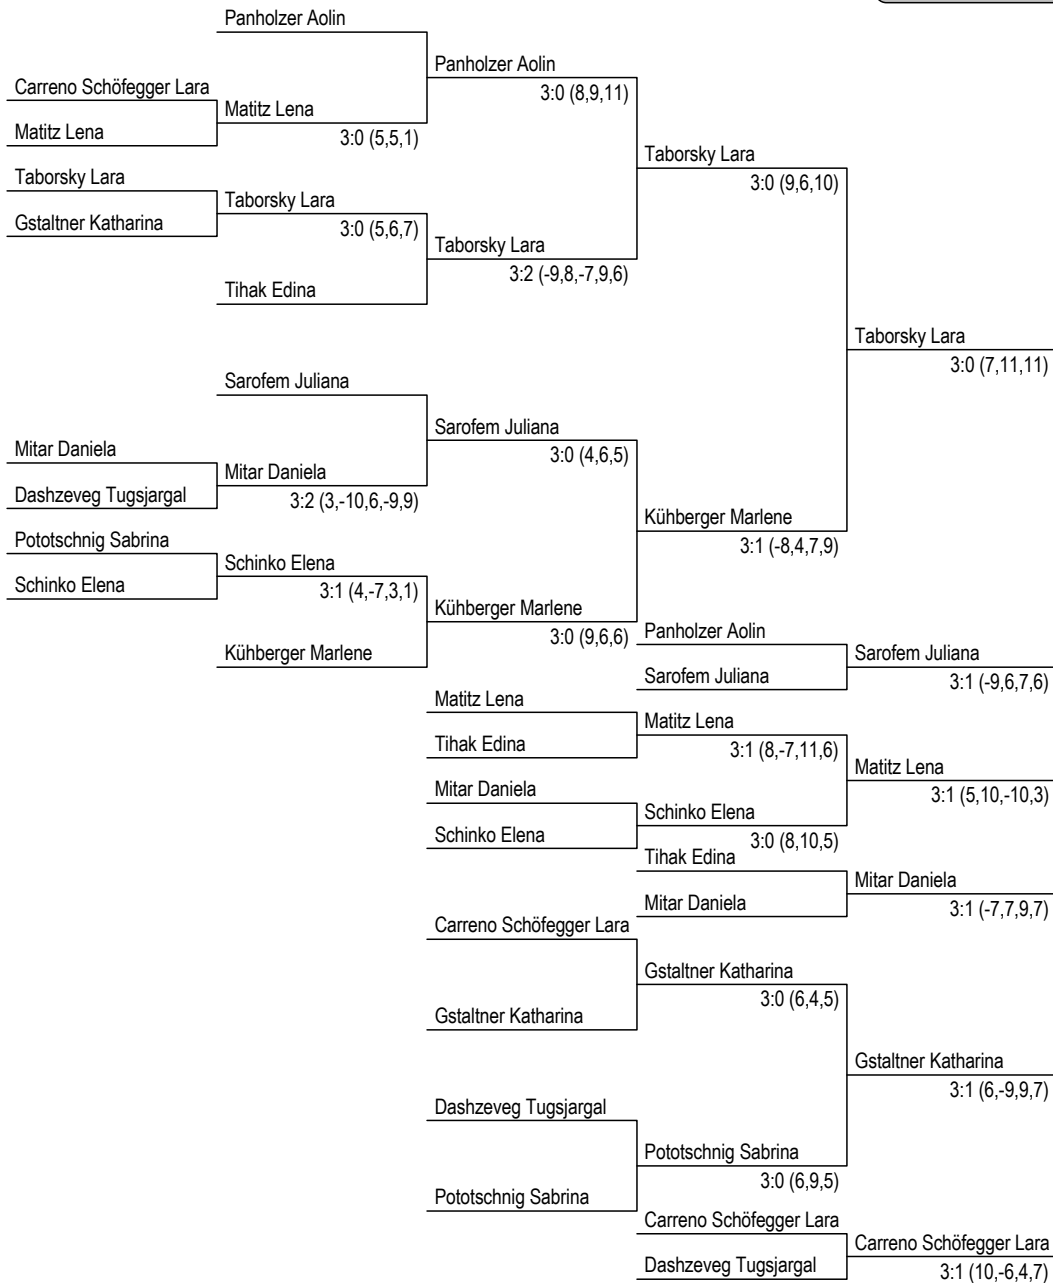 Panholzer Aolin
Panholzer Aolin
3:0 (8,9,11)
Carreno Schöfegger Lara
Matitz Lena
Matitz Lena
3:0 (5,5,1)
Taborsky Lara
3:0 (9,6,10)
Taborsky Lara
Taborsky Lara
Gstaltner Katharina
3:0 (5,6,7)
Taborsky Lara
3:2 (-9,8,-7,9,6)
Tihak Edina
Taborsky Lara
3:0 (7,11,11)
Sarofem Juliana
Sarofem Juliana
3:0 (4,6,5)
Mitar Daniela
Mitar Daniela
Dashzeveg Tugsjargal
3:2 (3,-10,6,-9,9)
Kühberger Marlene
3:1 (-8,4,7,9)
Pototschnig Sabrina
Schinko Elena
Schinko Elena
3:1 (4,-7,3,1)
Kühberger Marlene
3:0 (9,6,6)
Kühberger Marlene
Panholzer Aolin
Sarofem Juliana
Sarofem Juliana
3:1 (-9,6,7,6)
Matitz Lena
Matitz Lena
Tihak Edina
3:1 (8,-7,11,6)
Matitz Lena
3:1 (5,10,-10,3)
Mitar Daniela
Schinko Elena
Schinko Elena
3:0 (8,10,5)
Tihak Edina
Mitar Daniela
Mitar Daniela
3:1 (-7,7,9,7)
Carreno Schöfegger Lara
Gstaltner Katharina
3:0 (6,4,5)
Gstaltner Katharina
Gstaltner Katharina
3:1 (6,-9,9,7)
Dashzeveg Tugsjargal
Pototschnig Sabrina
3:0 (6,9,5)
Pototschnig Sabrina
Carreno Schöfegger Lara
Carreno Schöfegger Lara
Dashzeveg Tugsjargal
3:1 (10,-6,4,7)